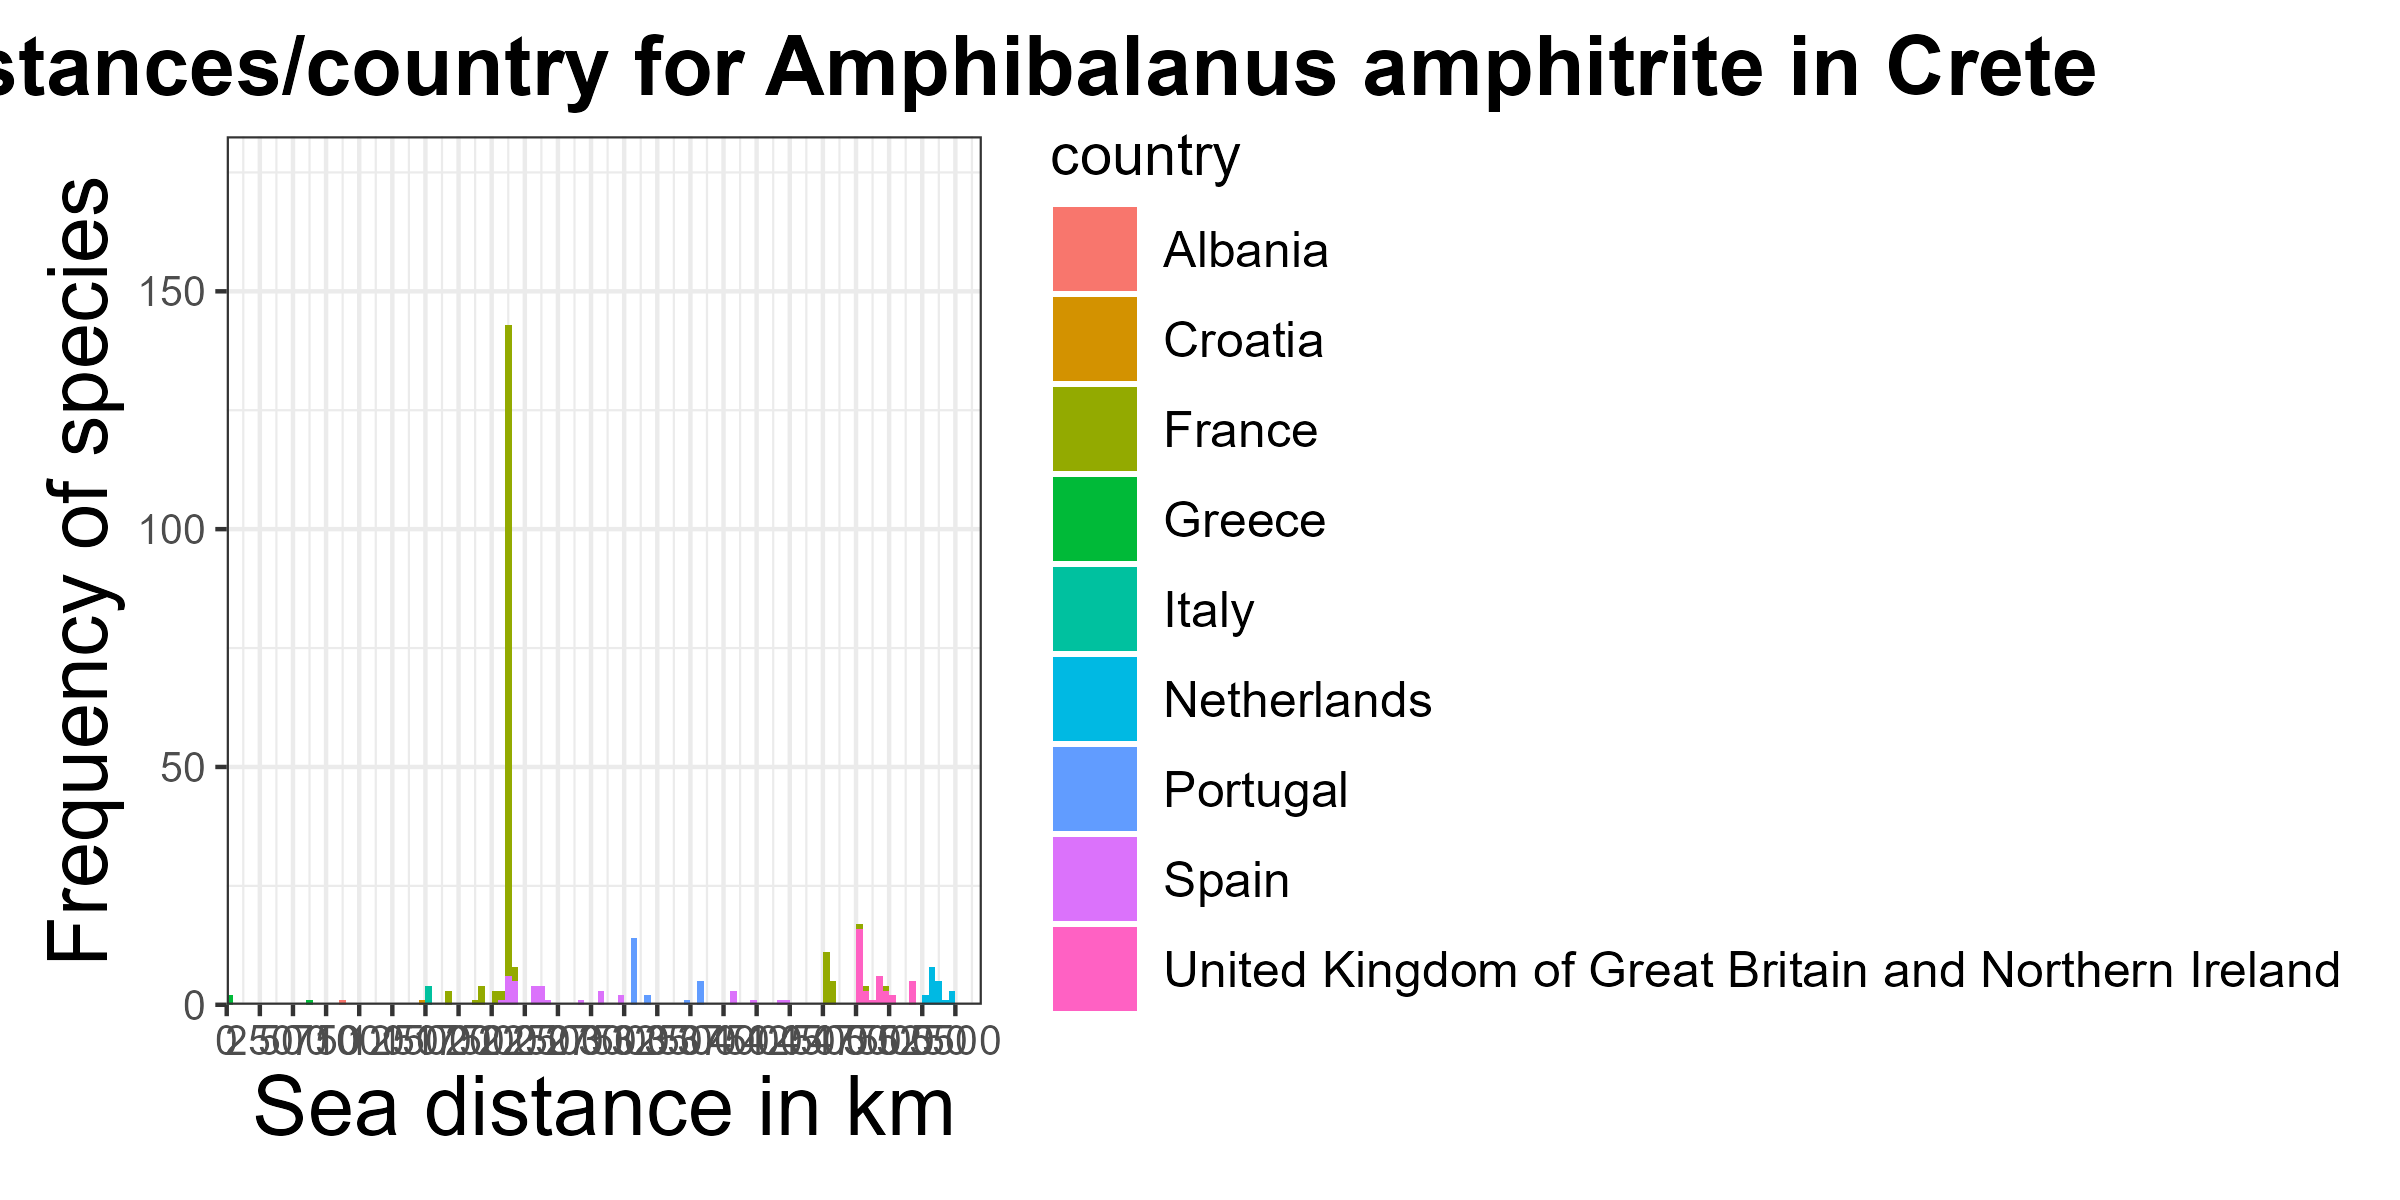 stances/country for Amphibalanus amphitrite in Crete
country
Albania
Croatia
France
Greece
Italy
Netherlands
Portugal
Spain
United Kingdom of Great Britain and Northern Ireland
Frequency of species
150
100
50
0
Sea distance in km